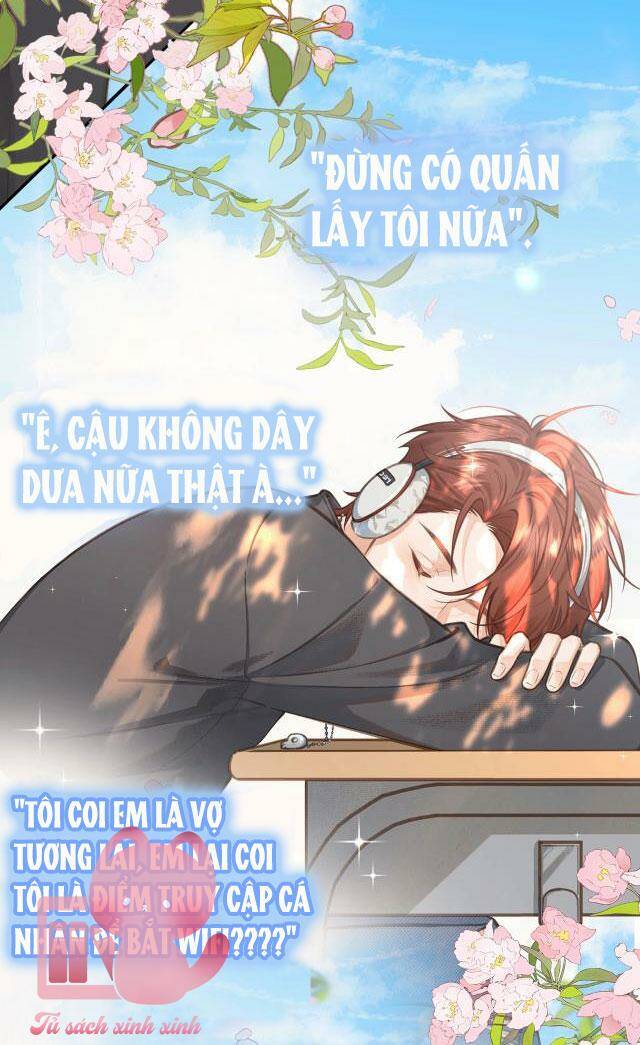 "ĐỪNG CÓ QUẤN
LẤY TÔI NỮA".
"Ê, CẬU KHÔNG DÂY
DƯA NỮA THẬT À..."
"TÔI COI EM LÀ VỢ
TƯƠNG LAI, EM LẠI COI
TÔI LÀ ĐIỂM TRUY CẬP CÁ
NHÂN ĐỂ BẮT WIFI????"
Tủ sách xinh xinh